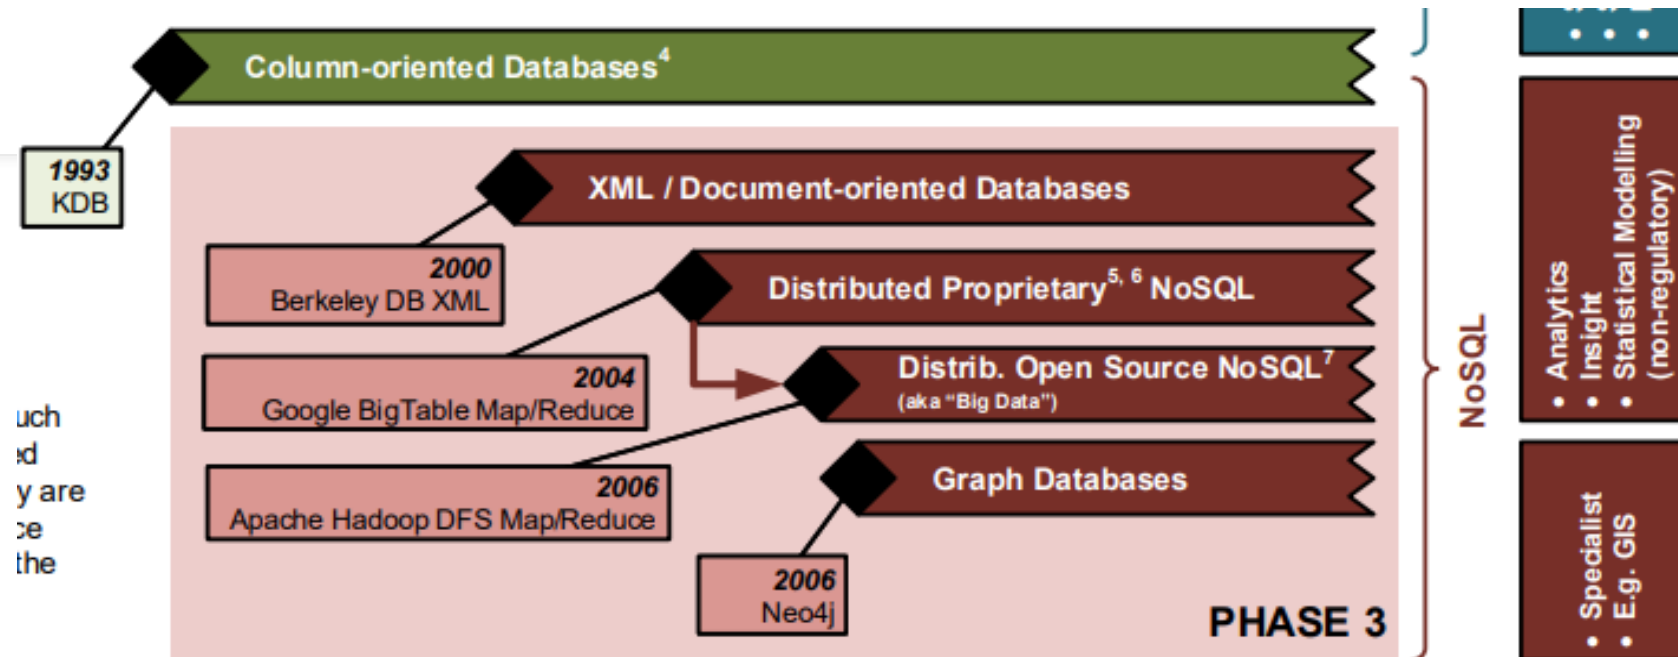 Column-oriented Databases4
1993
KDB
XML / Document-oriented Databases
2000
Berkeley DB XML
Distributed Proprietary5, 6 NoSQL
2004
Google BigTable Map/Reduce
Distrib. Open Source NoSQL7
(aka “Big Data”)
2006
Apache Hadoop DFS Map/Reduce
Graph Databases
2006
Neo4j
PHASE 3
y are
the
NoSQL
• Analytics
• Insight
• Statistical Modelling
(non-regulatory)
• Specialist
• E.g. GIS